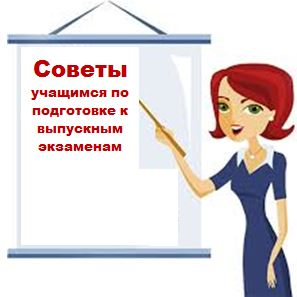 Советы
учащимся по
подготовке к
выпускным
экзаменам